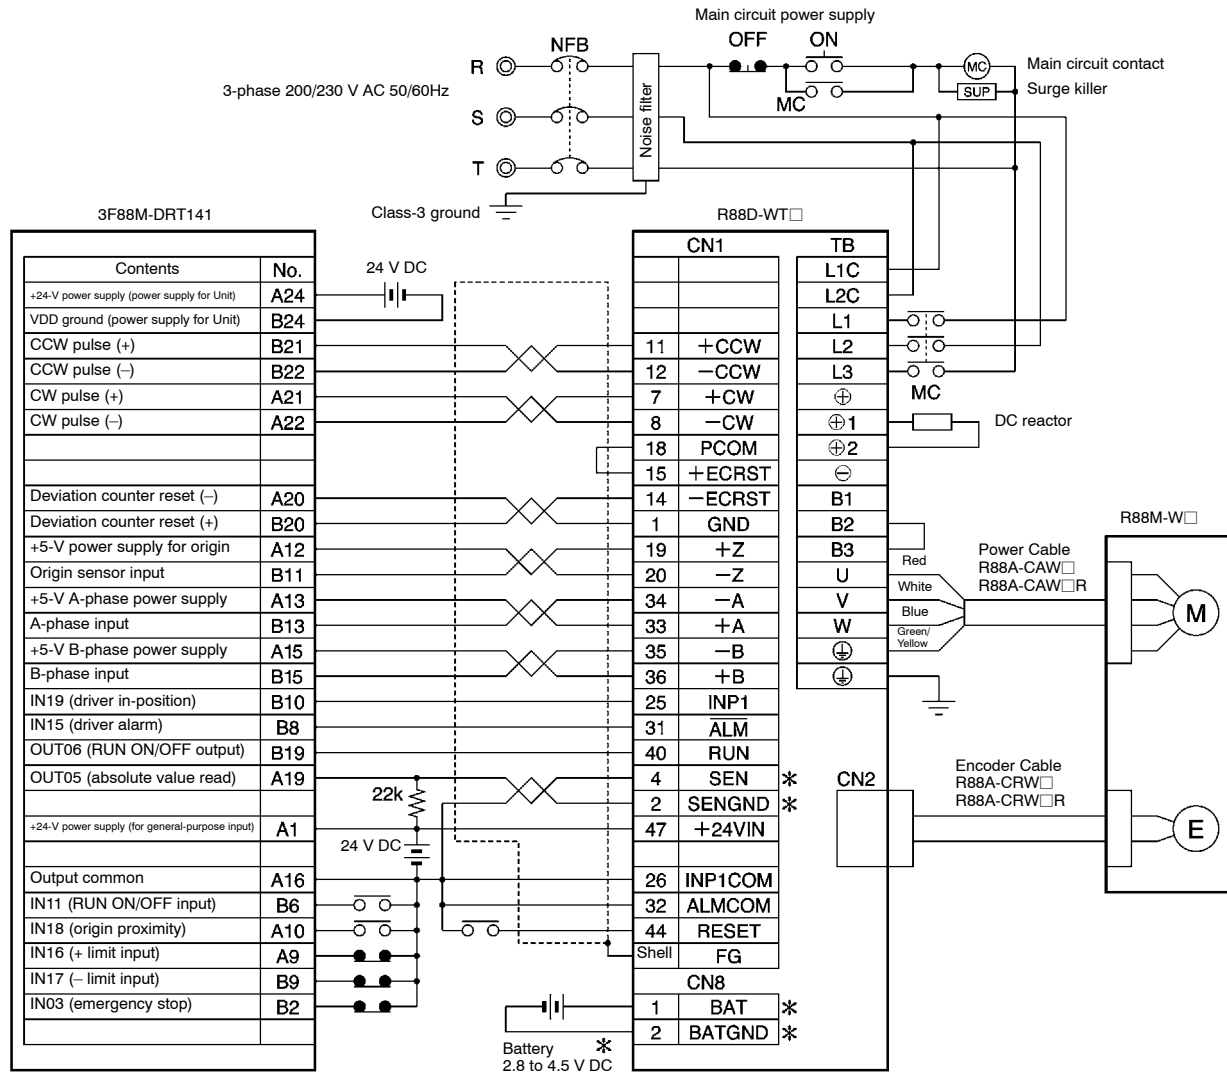 Main circuit power supply
OFF ON
NFB
R
MC
Main circuit contact
3-phase 200/230 V AC 50/60Hz
SUP
Surge killer
MC
S
Noise filter
T
Class-3 ground
3F88M-DRT141
R88D-WT□
CN1 TB
Contents No.
24 V DC
L1C
+24-V power supply (power supply for Unit) A24
L2C
VDD ground (power supply for Unit) B24
L1
CCW pulse (+) B21
11 +CCW L2
CCW pulse (–) B22
12 −CCW L3
MC
CW pulse (+) A21
7 +CW ⊕
CW pulse (–) A22
8 −CW ⊕1
DC reactor
18 PCOM ⊕2
15 +ECRST ⊖
Deviation counter reset (–) A20
14 −ECRST B1
Deviation counter reset (+) B20
1 GND B2
R88M-W□
+5-V power supply for origin A12
19 +Z B3
Red
Power Cable
R88A-CAW□
R88A-CAW□R
Origin sensor input B11
20 −Z U
White
+5-V A-phase power supply A13
34 −A V
Blue
M
A-phase input B13
33 +A W
Green/
Yellow
+5-V B-phase power supply A15
35 −B
B-phase input B15
36 +B
IN19 (driver in-position) B10
25 INP1
IN15 (driver alarm) B8
31 ALM
OUT06 (RUN ON/OFF output) B19
40 RUN
OUT05 (absolute value read) A19
22k
4 SEN *
CN2
Encoder Cable
R88A-CRW□
R88A-CRW□R
2 SENGND *
+24-V power supply (for general-purpose input) A1
47 +24VIN
E
24 V DC
Output common A16
26 INP1COM
IN11 (RUN ON/OFF input) B6
32 ALMCOM
IN18 (origin proximity) A10
44 RESET
IN16 (+ limit input) A9
Shell FG
IN17 (– limit input) B9
CN8
IN03 (emergency stop) B2
1 BAT *
2 BATGND *
Battery *
2.8 to 4.5 V DC